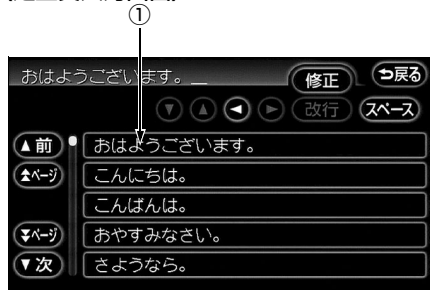 ①
おはようございます。_ 修正 戻る
改行 スペース
前 おはようございます。
ページ こんにちは。
こんばんは。
ページ おやすみなさい。
次 さようなら。